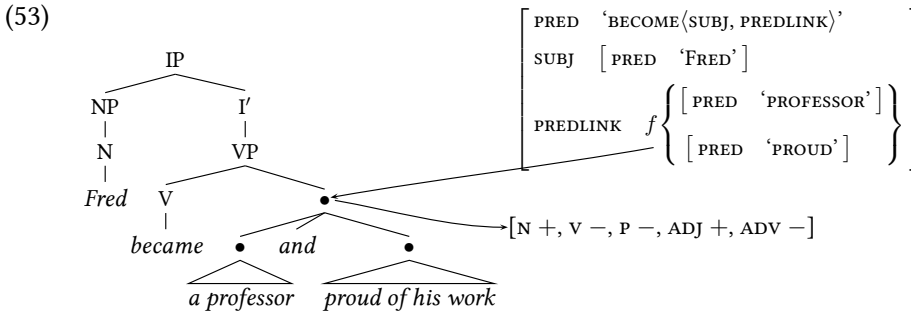 (53)
[PRED ‘BECOME⟨SUBJ, PREDLINK⟩’
SUBJ [PRED ‘FRED’]
PREDLINK f {[PRED ‘PROFESSOR’]
[PRED ‘PROUD’]}]
IP
NP I′
N VP
Fred V •
became • and •
[N +, V −, P −, ADJ +, ADV −]
a professor proud of his work